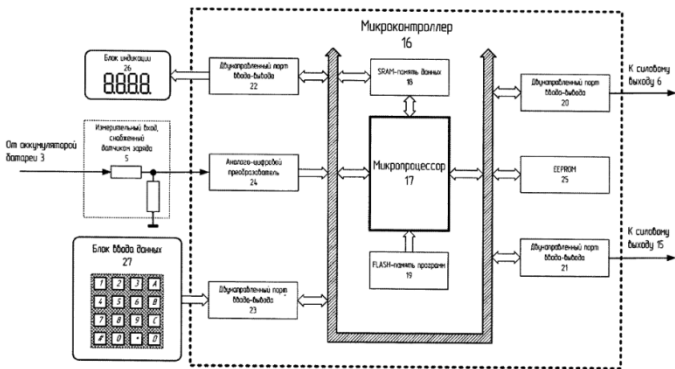 Микроконтроллер
16
Блок индикации
26
8.8.8.8.
Двунаправленный порт
ввода-вывода
22
SRAM-память данных
18
Двунаправленный порт
ввода-вывода
20
К силовому
выходу 6
От аккумуляторой
батареи 3
Измерительный вход,
снабженный
датчиком заряда
5
Аналого-цифровой
преобразователь
24
Микропроцессор
17
EEPROM
25
Блок ввода данных
27
1 2 3 A
4 5 6 B
7 8 9 C
# 0 * D
Двунаправленный порт
ввода-вывода
23
FLASH-память программ
19
Двунаправленный порт
ввода-вывода
21
К силовому
выходу 15